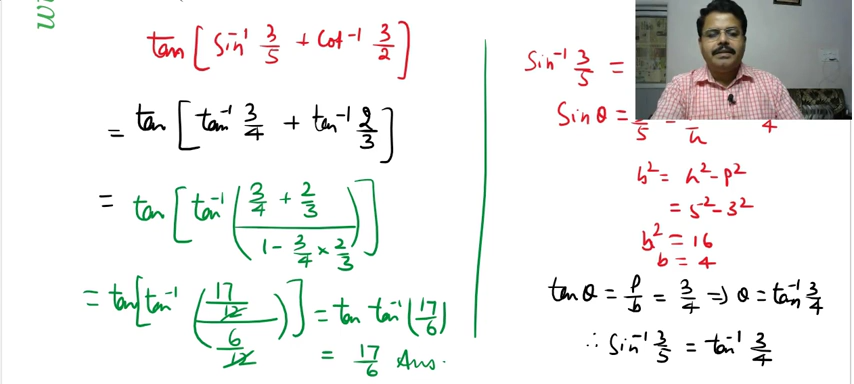 tan [ sin⁻¹ 3/5 + cot⁻¹ 3/2 ]
= tan [ tan⁻¹ 3/4 + tan⁻¹ 2/3 ]
= tan [ tan⁻¹ ( (3/4 + 2/3) / (1 - 3/4 × 2/3) ) ]
= tan [ tan⁻¹ ( (17/12) / (6/12) ) ] = tan tan⁻¹ (17/6)
= 17/6 Ans.
sin⁻¹ 3/5 =
sin θ =
b² = h² - p²
= 5² - 3²
b² = 16
b = 4
tan θ = p/b = 3/4 ⇒ θ = tan⁻¹ 3/4
∴ sin⁻¹ 3/5 = tan⁻¹ 3/4